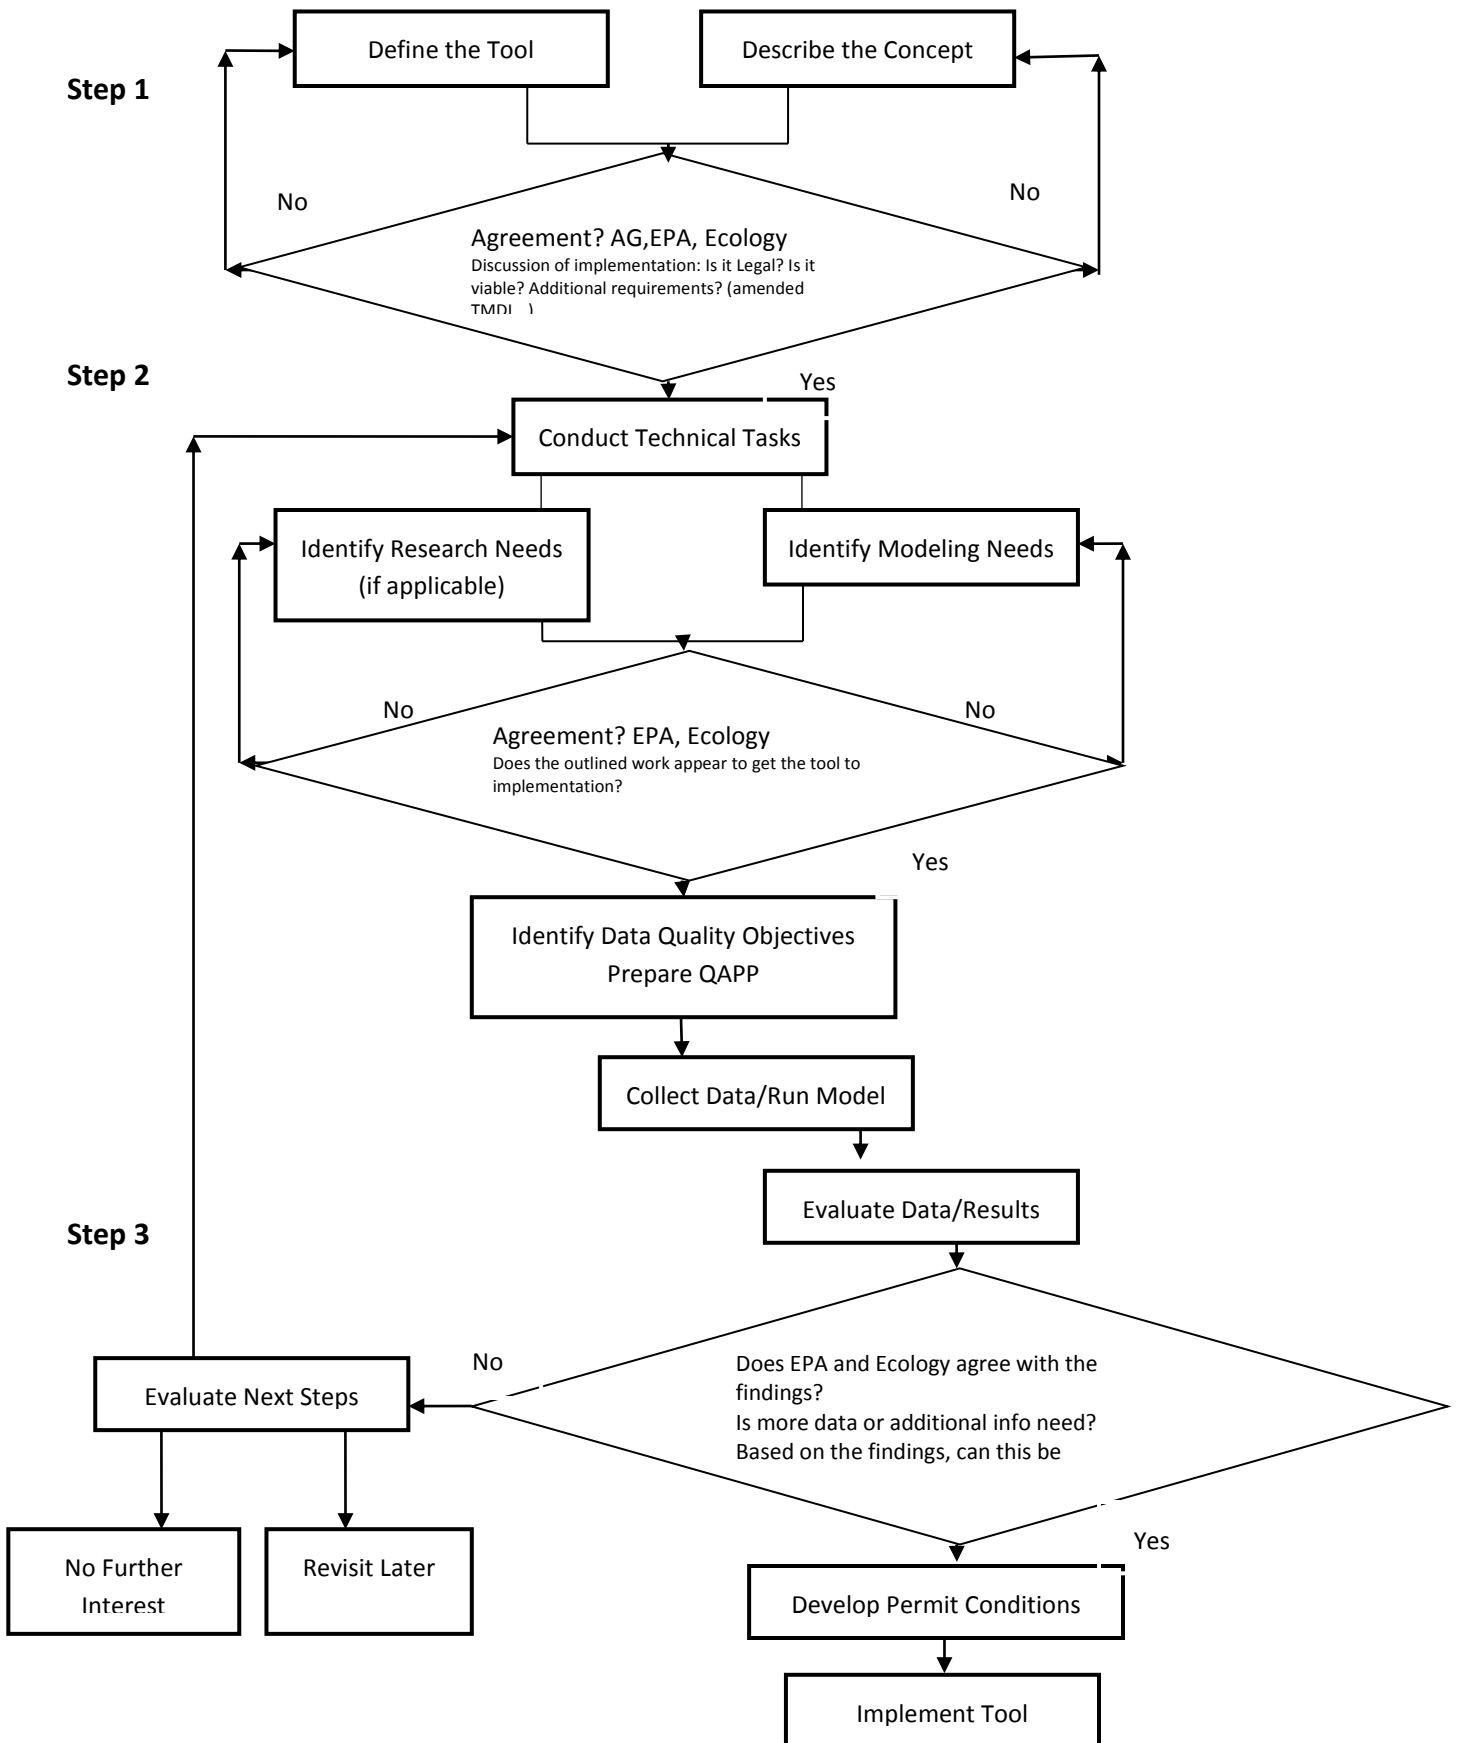 Define the Tool
Describe the Concept
Step 1
No
No
Agreement? AG,EPA, Ecology
Discussion of implementation: Is it Legal? Is it
viable? Additional requirements? (amended
TMDL )
Step 2
Yes
Conduct Technical Tasks
Identify Research Needs
(if applicable)
Identify Modeling Needs
No
No
Agreement? EPA, Ecology
Does the outlined work appear to get the tool to
implementation?
Yes
Identify Data Quality Objectives
Prepare QAPP
Collect Data/Run Model
Evaluate Data/Results
Step 3
No
Does EPA and Ecology agree with the
findings?
Is more data or additional info need?
Based on the findings, can this be
Evaluate Next Steps
No Further
Interest
Revisit Later
Yes
Develop Permit Conditions
Implement Tool